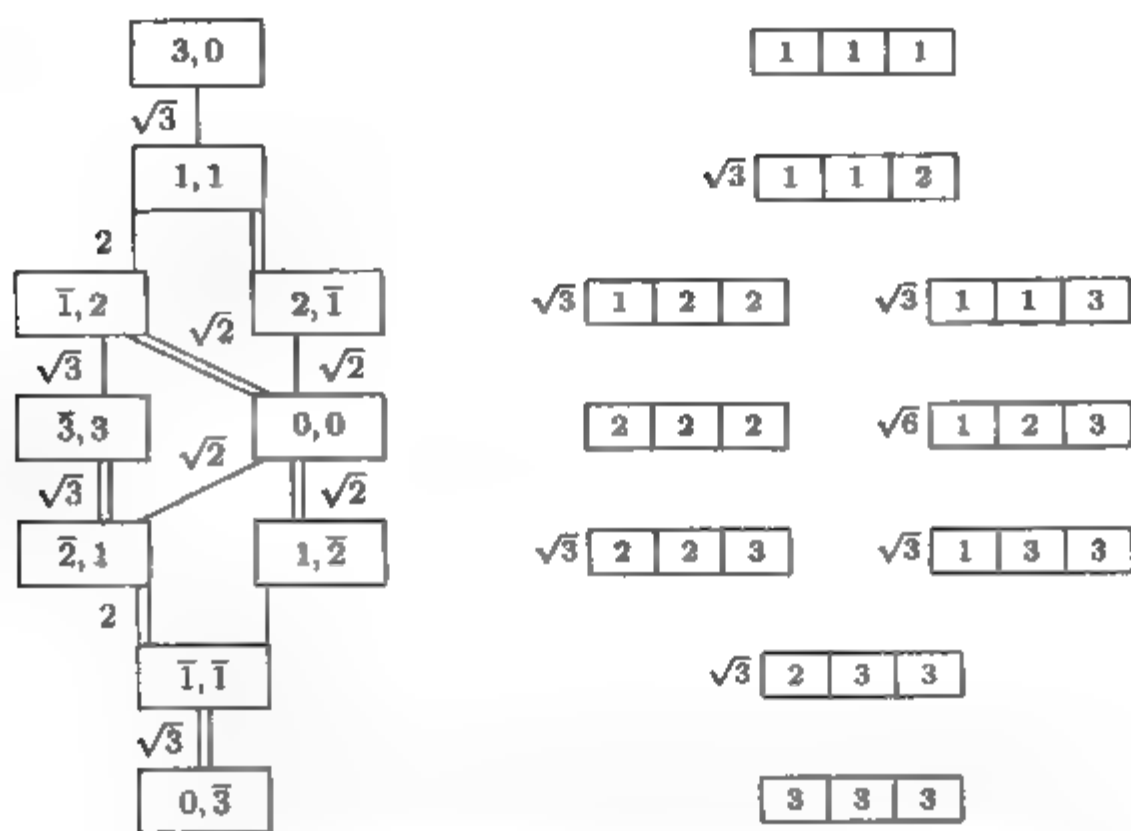 3, 0 1 1 1
√3
1, 1 √3 1 1 2
2
1̅, 2 2, 1̅ √3 1 2 2 √3 1 1 3
√2
√3 √2
3̅, 3 0, 0 2 2 2 √6 1 2 3
√2
√3 √2
2̅, 1 1, 2̅ √3 2 2 3 √3 1 3 3
2
1̅, 1̅ √3 2 3 3
√3
0, 3̅ 3 3 3